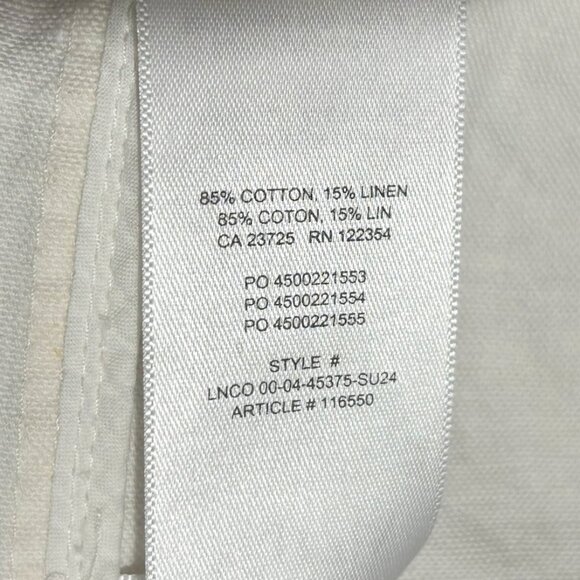 85% COTTON, 15% LINEN
85% COTON, 15% LIN
CA 23725 RN 122354
PO 4500221553
PO 4500221554
PO 4500221555
STYLE #
LNCO 00-04-45375-SU24
ARTICLE # 116550